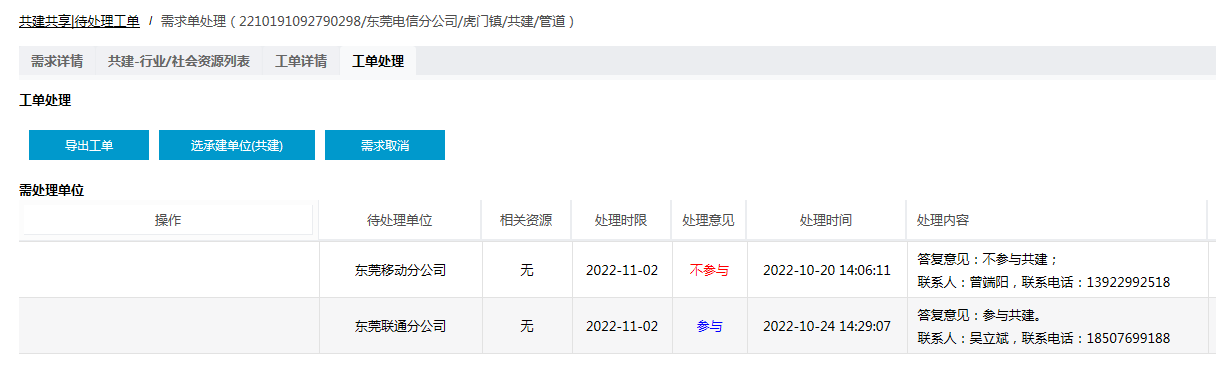 共建共享|待处理工单 / 需求单处理（2210191092790298/东莞电信分公司/虎门镇/共建/管道）
需求详情 共建-行业/社会资源列表 工单详情 工单处理
工单处理
导出工单 选承建单位(共建) 需求取消
需处理单位
操作 待处理单位 相关资源 处理时限 处理意见 处理时间 处理内容
东莞移动分公司 无 2022-11-02 不参与 2022-10-20 14:06:11 答复意见：不参与共建；
联系人：曾端阳，联系电话：13922992518
东莞联通分公司 无 2022-11-02 参与 2022-10-24 14:29:07 答复意见：参与共建。
联系人：吴立斌，联系电话：18507699188